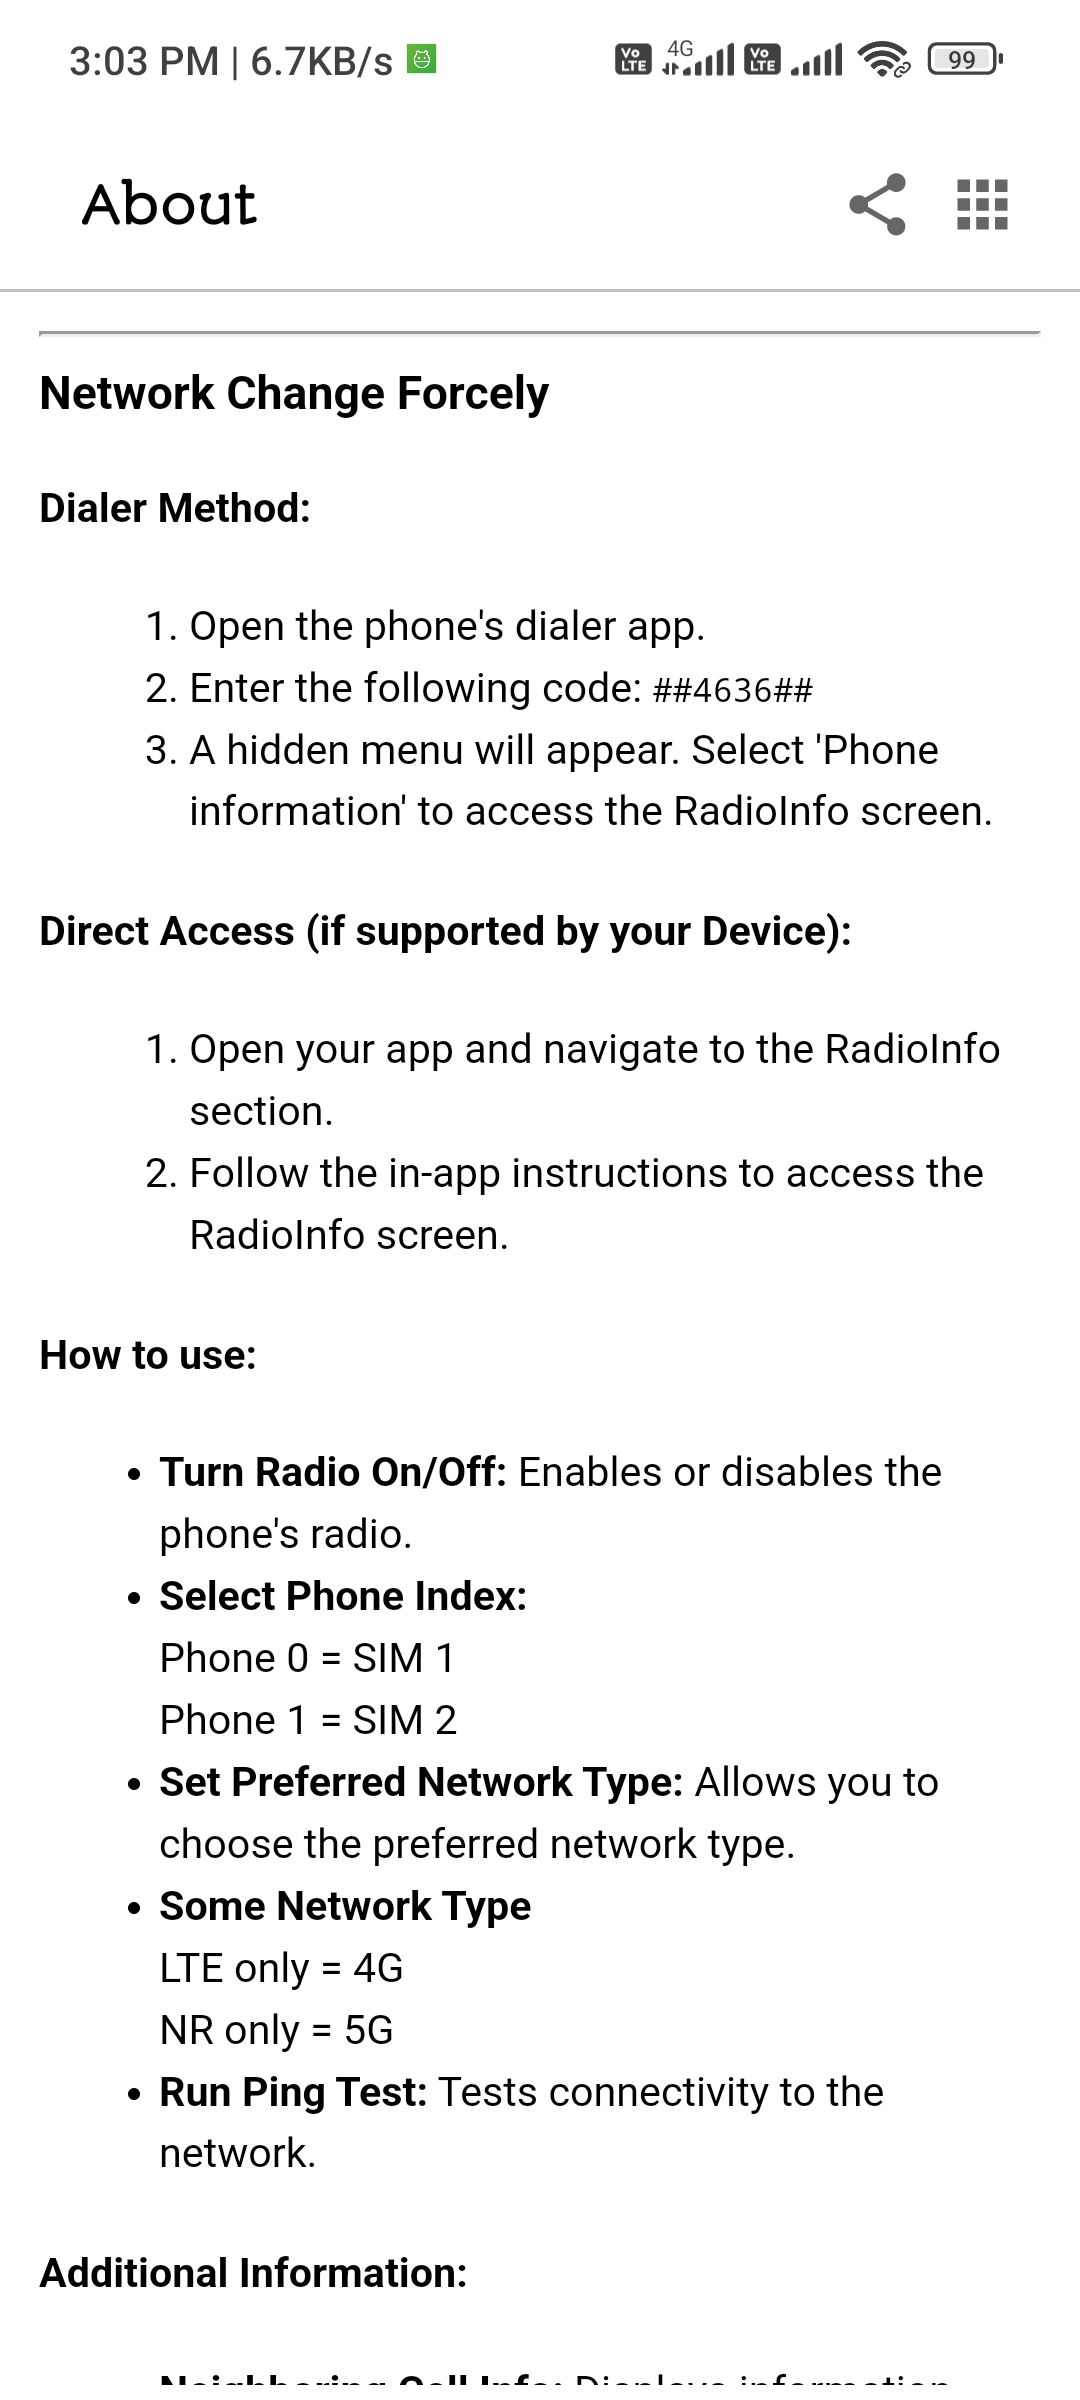 3:03 PM | 6.7KB/s
Vo LTE 4G Vo LTE 99
About
Network Change Forcely
Dialer Method:
1. Open the phone's dialer app.
2. Enter the following code: ##4636##
3. A hidden menu will appear. Select 'Phone
information' to access the RadioInfo screen.
Direct Access (if supported by your Device):
1. Open your app and navigate to the RadioInfo
section.
2. Follow the in-app instructions to access the
RadioInfo screen.
How to use:
• Turn Radio On/Off: Enables or disables the
phone's radio.
• Select Phone Index:
Phone 0 = SIM 1
Phone 1 = SIM 2
• Set Preferred Network Type: Allows you to
choose the preferred network type.
• Some Network Type
LTE only = 4G
NR only = 5G
• Run Ping Test: Tests connectivity to the
network.
Additional Information:
Neighboring Cell Info: Displays information